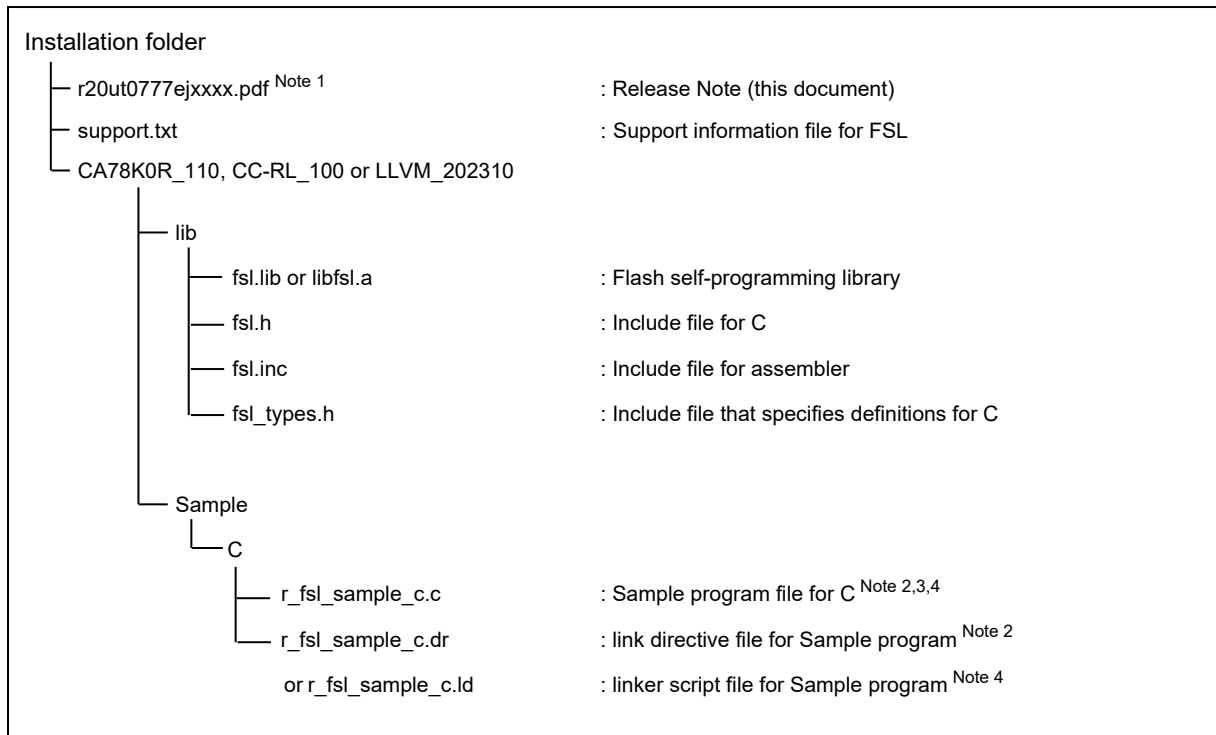 Installation folder
r20ut0777ejxxxx.pdf Note 1 : Release Note (this document)
support.txt : Support information file for FSL
CA78K0R_110, CC-RL_100 or LLVM_202310
lib
fsl.lib or libfsl.a : Flash self-programming library
fsl.h : Include file for C
fsl.inc : Include file for assembler
fsl_types.h : Include file that specifies definitions for C
Sample
C
r_fsl_sample_c.c : Sample program file for C Note 2,3,4
r_fsl_sample_c.dr : link directive file for Sample program Note 2
or r_fsl_sample_c.ld : linker script file for Sample program Note 4